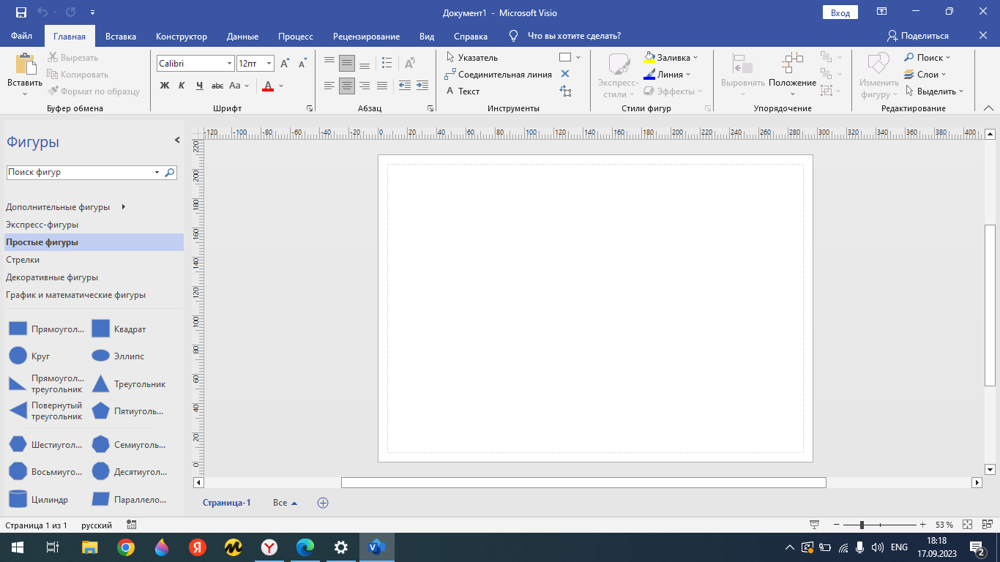 Документ1 - Microsoft Visio
Вход
Файл Главная Вставка Конструктор Данные Процесс Рецензирование Вид Справка Что вы хотите сделать? Поделиться
Вставить
Вырезать
Копировать
Формат по образцу
Буфер обмена
Calibri 12пт
Ж К Ч abc Aa A
Шрифт
Абзац
Указатель
Соединительная линия
Текст
Инструменты
Экспресс-
стили
Заливка
Линия
Эффекты
Стили фигур
Выровнять
Положение
Упорядочение
Изменить
фигуру
Поиск
Слои
Выделить
Редактирование
Фигуры
Поиск фигур
Дополнительные фигуры
Экспресс-фигуры
Простые фигуры
Стрелки
Декоративные фигуры
График и математические фигуры
Прямоугол... Квадрат
Круг Эллипс
Прямоугол...
треугольник
Треугольник
Повернутый
треугольник
Пятиуголь...
Шестиугол... Семиуголь...
Восьмиуго... Десятиугол...
Цилиндр Параллело...
-120 -100 -80 -60 -40 -20 0 20 40 60 80 100 120 140 160 180 200 220 240 260 280 300 320 340 360 380 400
220
200
180
160
140
120
100
80
60
40
20
0
Страница-1 Все
Страница 1 из 1 русский 53 %
ENG
18:18
17.09.2023
2